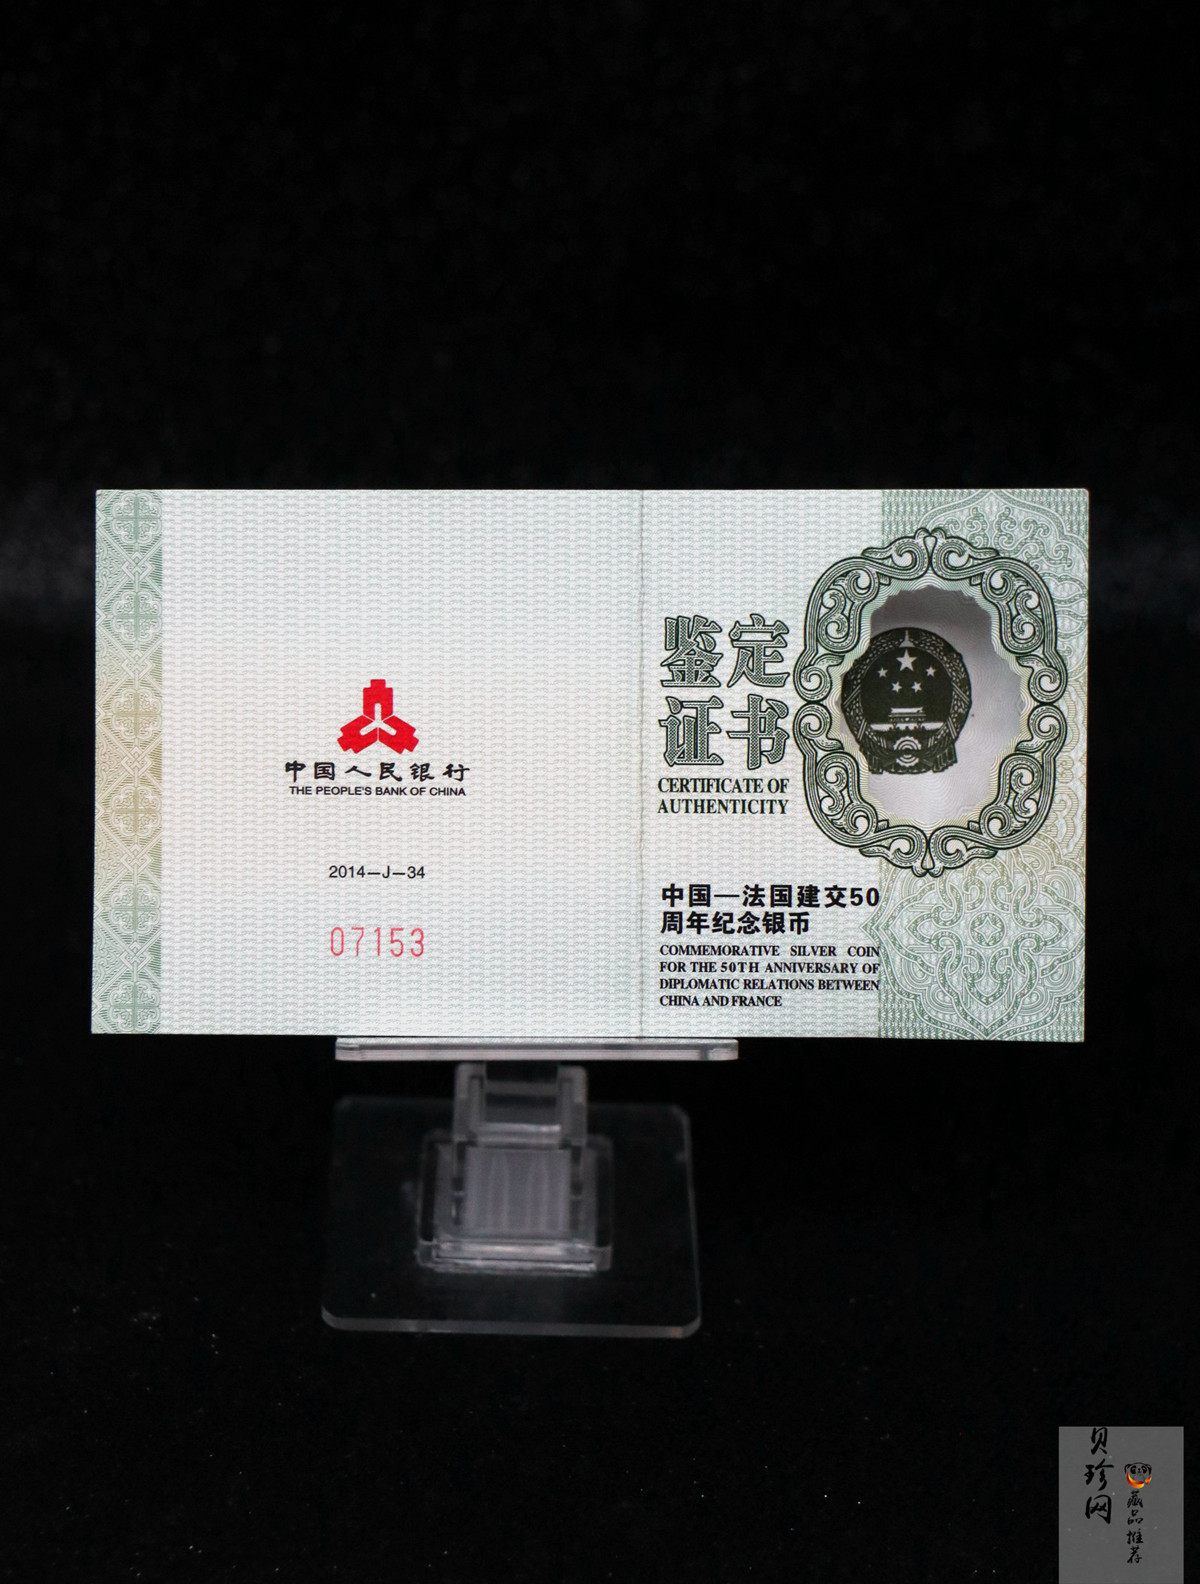 中国人民银行
THE PEOPLE'S BANK OF CHINA
2014-J-34
07153
鉴定
证书
CERTIFICATE OF
AUTHENTICITY
中国—法国建交50
周年纪念银币
COMMEMORATIVE SILVER COIN
FOR THE 50TH ANNIVERSARY OF
DIPLOMATIC RELATIONS BETWEEN
CHINA AND FRANCE
贝珍网
藏品推荐